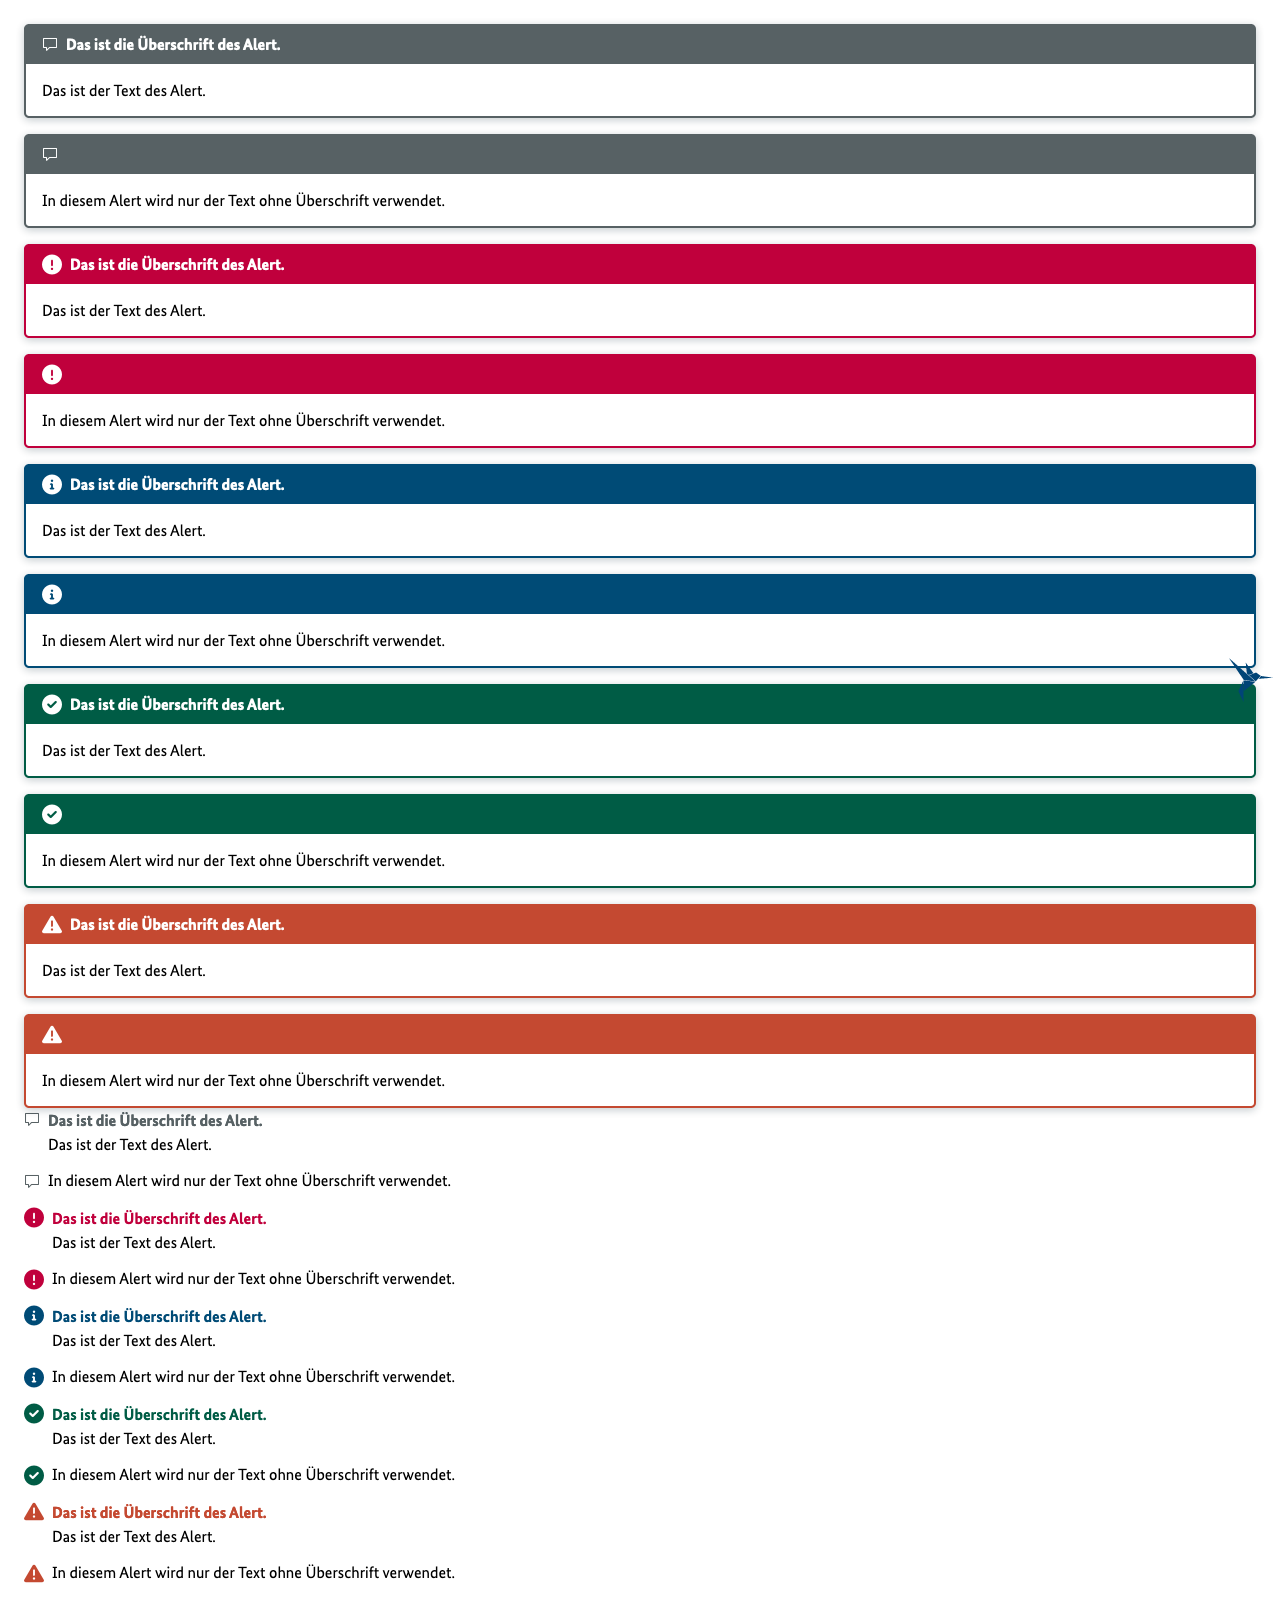 Das ist die Überschrift des Alert.
Das ist der Text des Alert.
In diesem Alert wird nur der Text ohne Überschrift verwendet.
Das ist die Überschrift des Alert.
Das ist der Text des Alert.
In diesem Alert wird nur der Text ohne Überschrift verwendet.
Das ist die Überschrift des Alert.
Das ist der Text des Alert.
In diesem Alert wird nur der Text ohne Überschrift verwendet.
Das ist die Überschrift des Alert.
Das ist der Text des Alert.
In diesem Alert wird nur der Text ohne Überschrift verwendet.
Das ist die Überschrift des Alert.
Das ist der Text des Alert.
In diesem Alert wird nur der Text ohne Überschrift verwendet.
Das ist die Überschrift des Alert.
Das ist der Text des Alert.
In diesem Alert wird nur der Text ohne Überschrift verwendet.
Das ist die Überschrift des Alert.
Das ist der Text des Alert.
In diesem Alert wird nur der Text ohne Überschrift verwendet.
Das ist die Überschrift des Alert.
Das ist der Text des Alert.
In diesem Alert wird nur der Text ohne Überschrift verwendet.
Das ist die Überschrift des Alert.
Das ist der Text des Alert.
In diesem Alert wird nur der Text ohne Überschrift verwendet.
Das ist die Überschrift des Alert.
Das ist der Text des Alert.
In diesem Alert wird nur der Text ohne Überschrift verwendet.